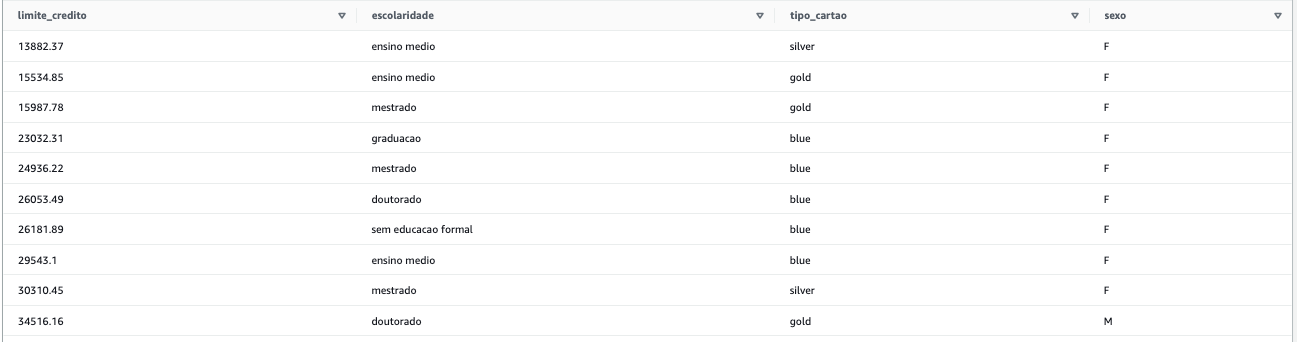 limite_credito escolaridade tipo_cartao sexo
13882.37 ensino medio silver F
15534.85 ensino medio gold F
15987.78 mestrado gold F
23032.31 graduacao blue F
24936.22 mestrado blue F
26053.49 doutorado blue F
26181.89 sem educacao formal blue F
29543.1 ensino medio blue F
30310.45 mestrado silver F
34516.16 doutorado gold M